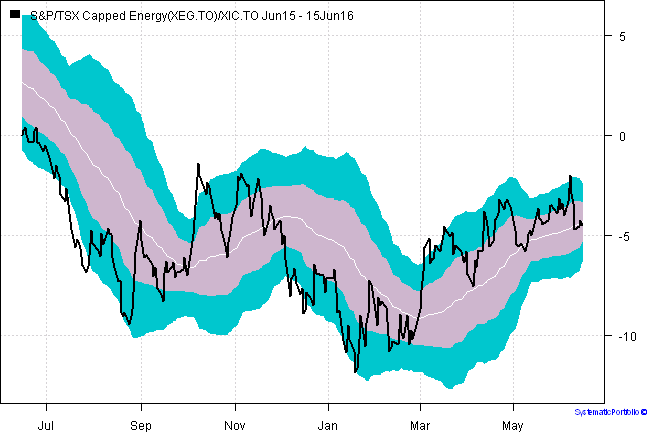 S&P/TSX Capped Energy(XEG.TO)/XIC.TO Jun15 - 15Jun16
5
0
-5
-10
Jul Sep Nov Jan Mar May
SystematicPortfolio ©